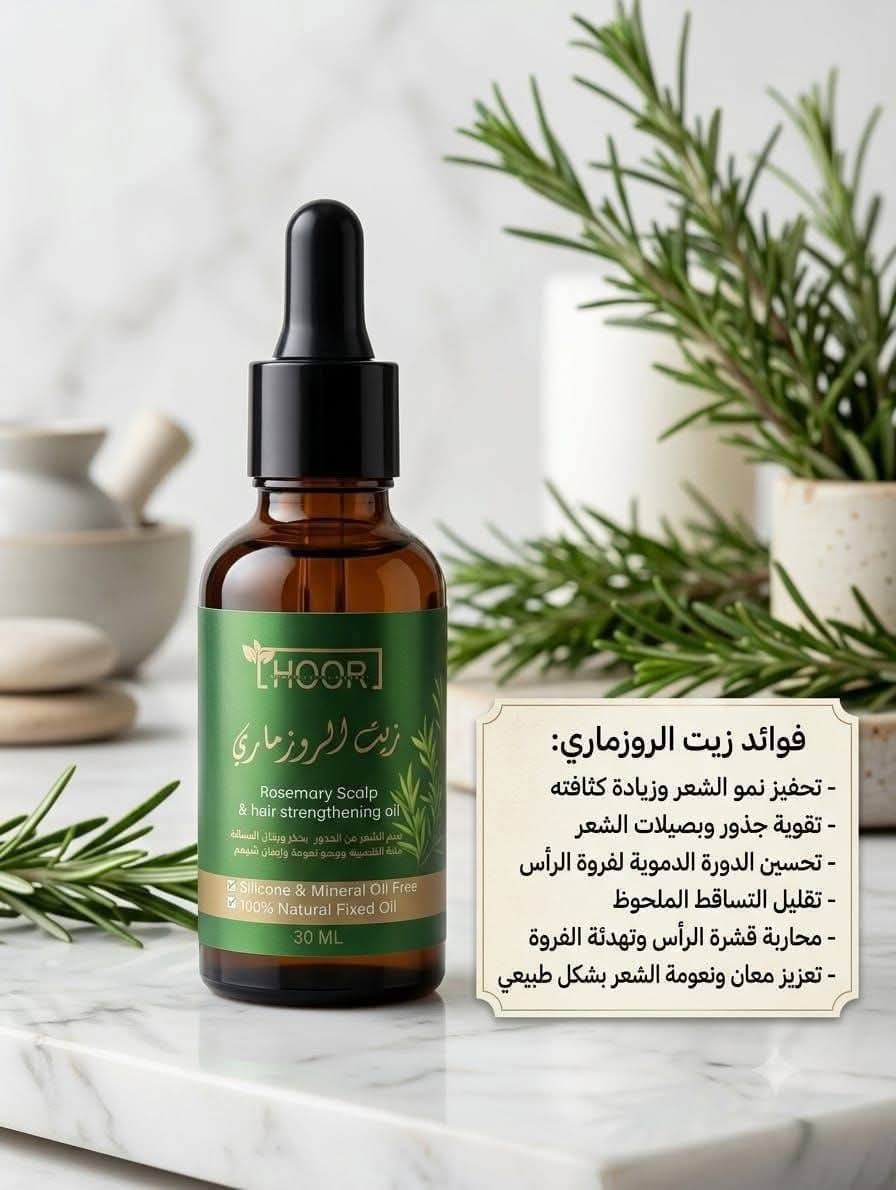 HOOR
زيت الروزماري
Rosemary Scalp
& hair strengthening oil
Silicone & Mineral Oil Free
100% Natural Fixed Oil
30 ML
فوائد زيت الروزماري:
- تحفيز نمو الشعر وزيادة كثافته
- تقوية جذور وبصيلات الشعر
- تحسين الدورة الدموية لفروة الرأس
- تقليل التساقط الملحوظ
- محاربة قشرة الرأس وتهدئة الفروة
- تعزيز معان ونعومة الشعر بشكل طبيعي